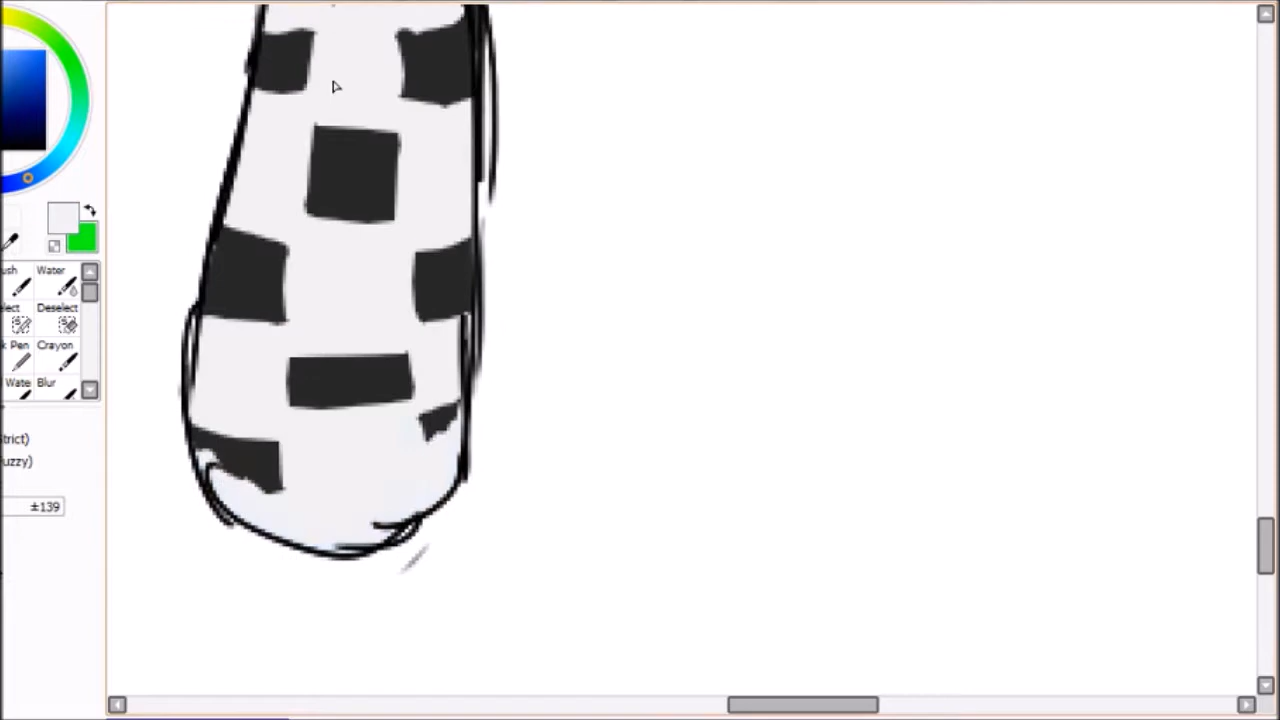 ush Water
lect Deselect
k Pen Crayon
Wate Blur
trict)
uzzy)
±139